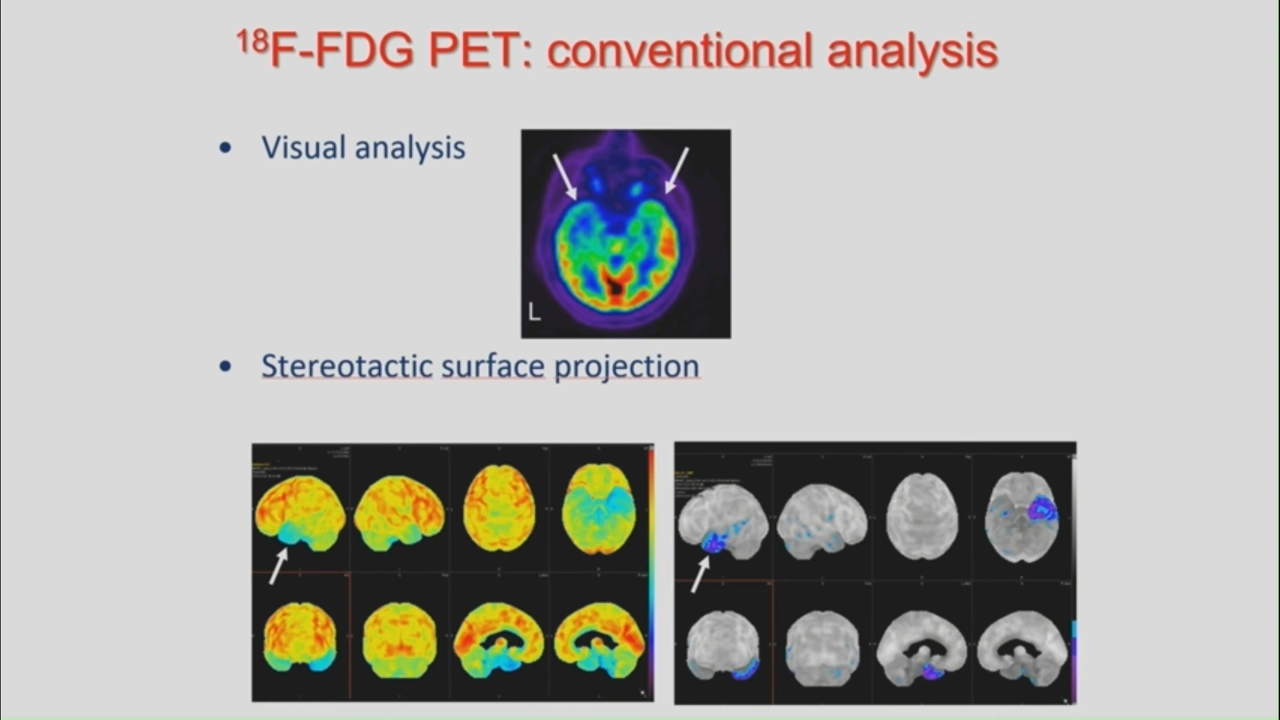 ¹⁸F-FDG PET: conventional analysis
• Visual analysis
L
• Stereotactic surface projection